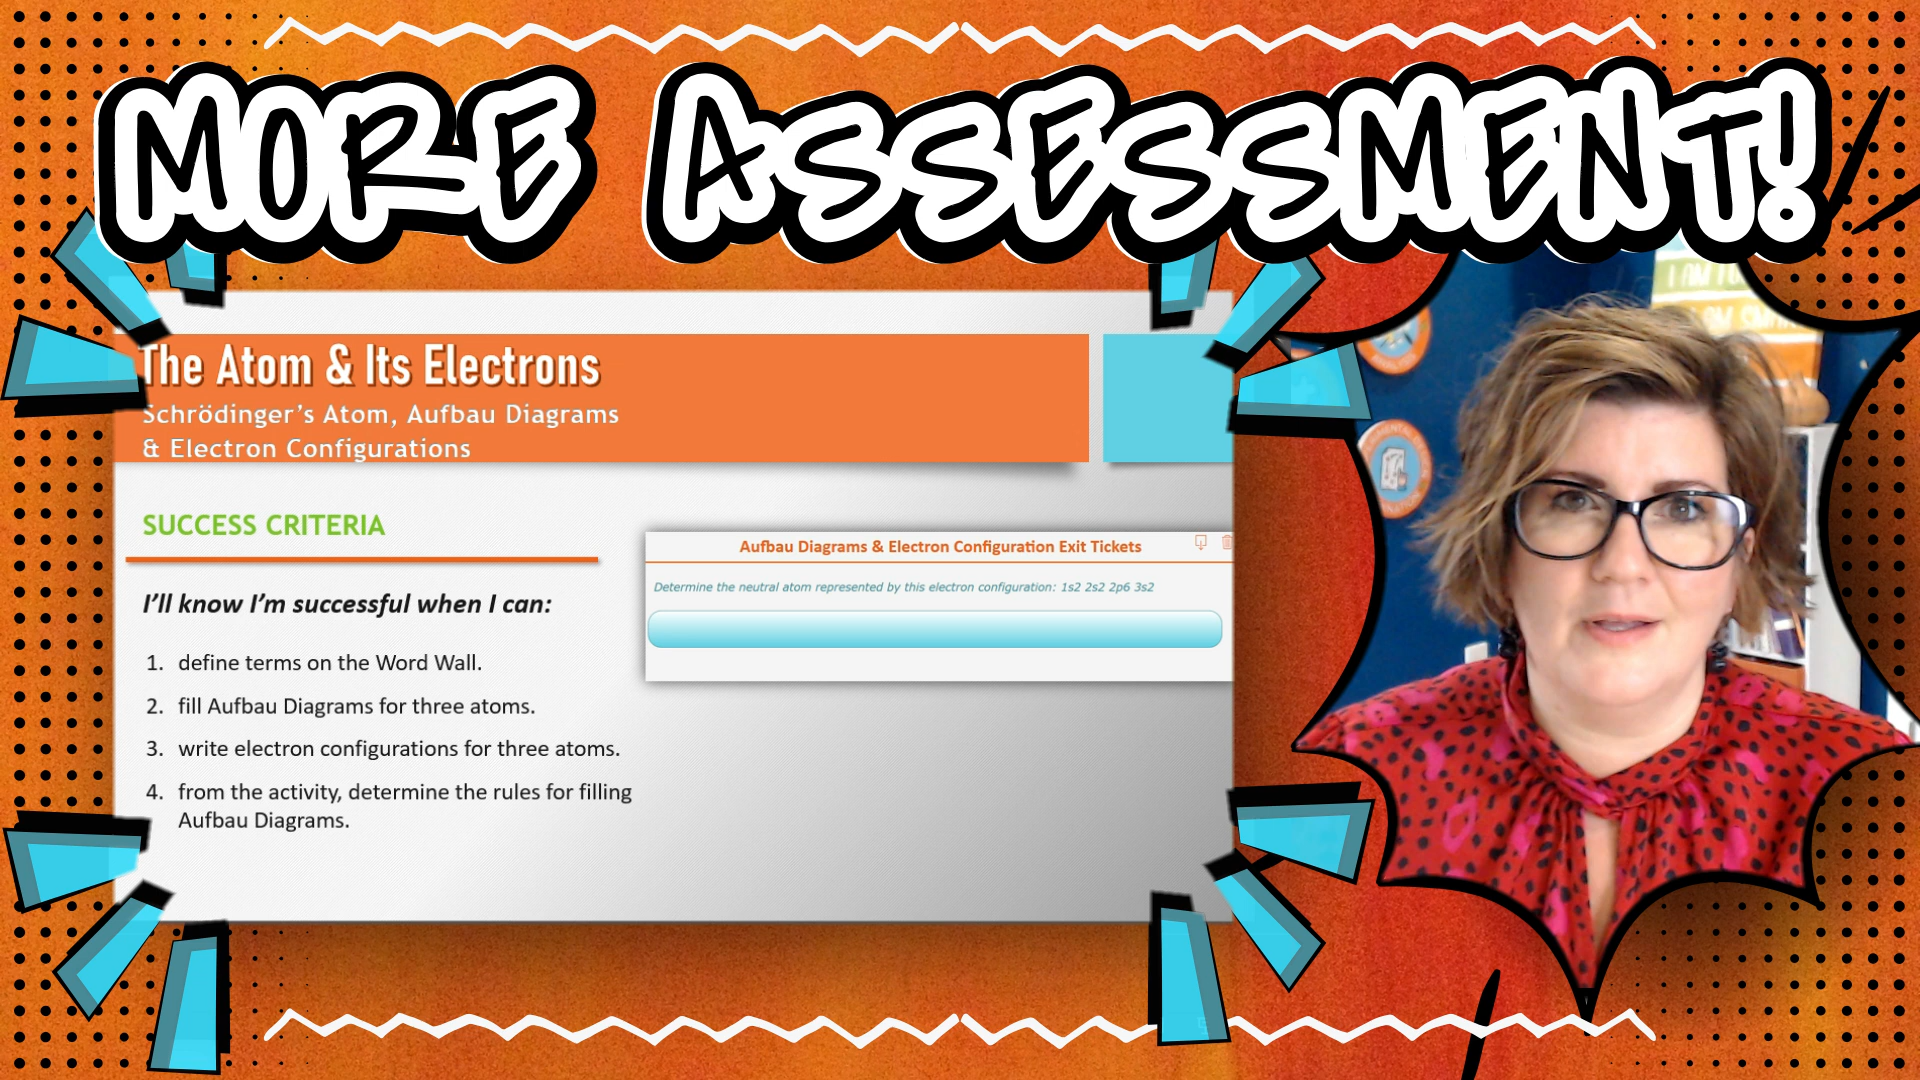 MORE ASSESSMENT!
The Atom & Its Electrons
Schrödinger's Atom, Aufbau Diagrams
& Electron Configurations
SUCCESS CRITERIA
I'll know I'm successful when I can:
1. define terms on the Word Wall.
2. fill Aufbau Diagrams for three atoms.
3. write electron configurations for three atoms.
4. from the activity, determine the rules for filling
Aufbau Diagrams.
Aufbau Diagrams & Electron Configuration Exit Tickets
Determine the neutral atom represented by this electron configuration: 1s2 2s2 2p6 3s2
I AM